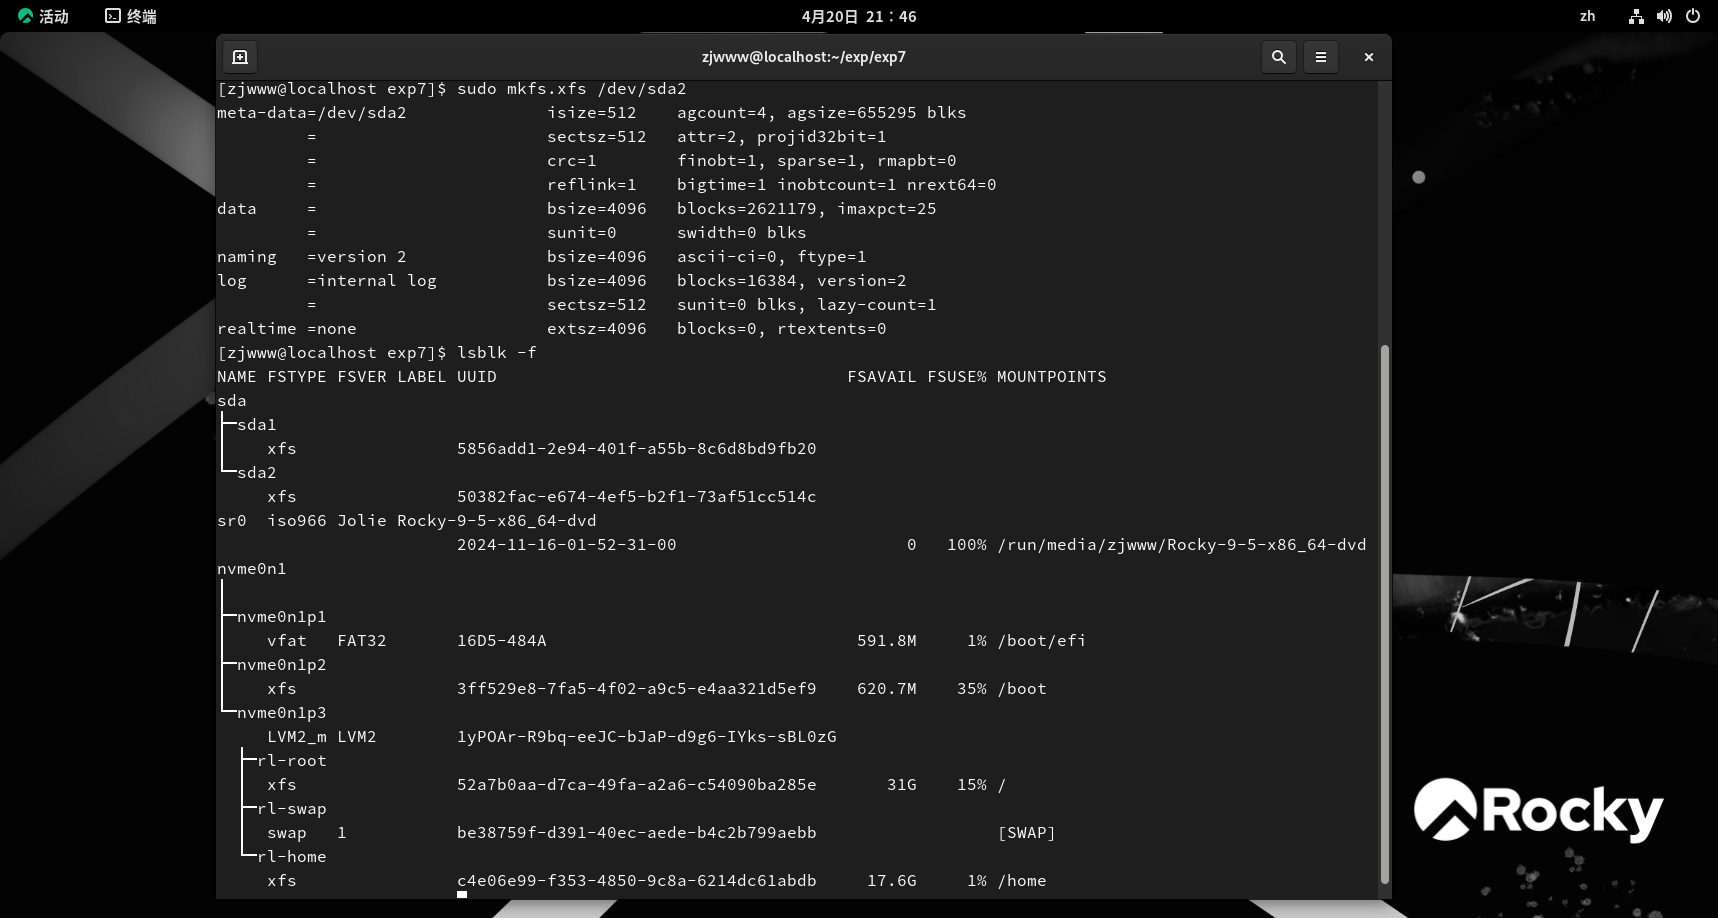 活动 终端 4月20日 21：46 zh
zjwww@localhost:~/exp/exp7
[zjwww@localhost exp7]$ sudo mkfs.xfs /dev/sda2
meta-data=/dev/sda2              isize=512    agcount=4, agsize=655295 blks
         =                       sectsz=512   attr=2, projid32bit=1
         =                       crc=1        finobt=1, sparse=1, rmapbt=0
         =                       reflink=1    bigtime=1 inobtcount=1 nrext64=0
data     =                       bsize=4096   blocks=2621179, imaxpct=25
         =                       sunit=0      swidth=0 blks
naming   =version 2              bsize=4096   ascii-ci=0, ftype=1
log      =internal log           bsize=4096   blocks=16384, version=2
         =                       sectsz=512   sunit=0 blks, lazy-count=1
realtime =none                   extsz=4096   blocks=0, rtextents=0
[zjwww@localhost exp7]$ lsblk -f
NAME FSTYPE FSVER LABEL UUID                                   FSAVAIL FSUSE% MOUNTPOINTS
sda
├─sda1
│    xfs                5856add1-2e94-401f-a55b-8c6d8bd9fb20
└─sda2
     xfs                50382fac-e674-4ef5-b2f1-73af51cc514c
sr0  iso966 Jolie Rocky-9-5-x86_64-dvd
                        2024-11-16-01-52-31-00                       0   100% /run/media/zjwww/Rocky-9-5-x86_64-dvd
nvme0n1
│
├─nvme0n1p1
│    vfat   FAT32       16D5-484A                               591.8M     1% /boot/efi
├─nvme0n1p2
│    xfs                3ff529e8-7fa5-4f02-a9c5-e4aa321d5ef9    620.7M    35% /boot
└─nvme0n1p3
     LVM2_m LVM2        1yPOAr-R9bq-eeJC-bJaP-d9g6-IYks-sBL0zG
  ├─rl-root
  │  xfs                52a7b0aa-d7ca-49fa-a2a6-c54090ba285e       31G    15% /
  ├─rl-swap
  │  swap   1           be38759f-d391-40ec-aede-b4c2b799aebb                  [SWAP]
  └─rl-home
     xfs                c4e06e99-f353-4850-9c8a-6214dc61abdb     17.6G     1% /home
Rocky